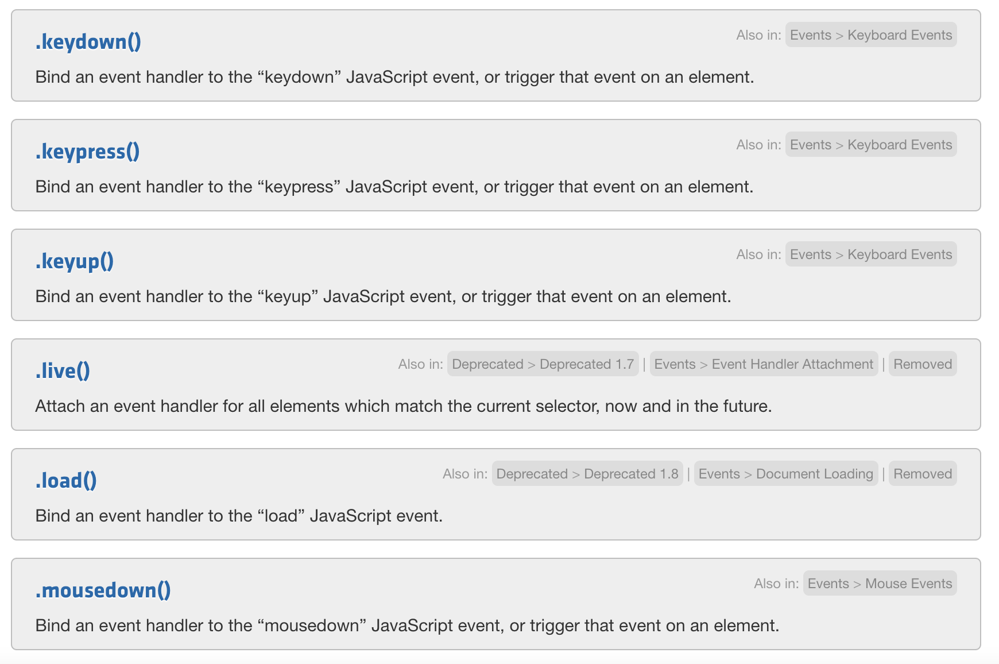 .keydown()
Also in: Events > Keyboard Events
Bind an event handler to the “keydown” JavaScript event, or trigger that event on an element.
.keypress()
Also in: Events > Keyboard Events
Bind an event handler to the “keypress” JavaScript event, or trigger that event on an element.
.keyup()
Also in: Events > Keyboard Events
Bind an event handler to the “keyup” JavaScript event, or trigger that event on an element.
.live()
Also in: Deprecated > Deprecated 1.7 | Events > Event Handler Attachment | Removed
Attach an event handler for all elements which match the current selector, now and in the future.
.load()
Also in: Deprecated > Deprecated 1.8 | Events > Document Loading | Removed
Bind an event handler to the “load” JavaScript event.
.mousedown()
Also in: Events > Mouse Events
Bind an event handler to the “mousedown” JavaScript event, or trigger that event on an element.